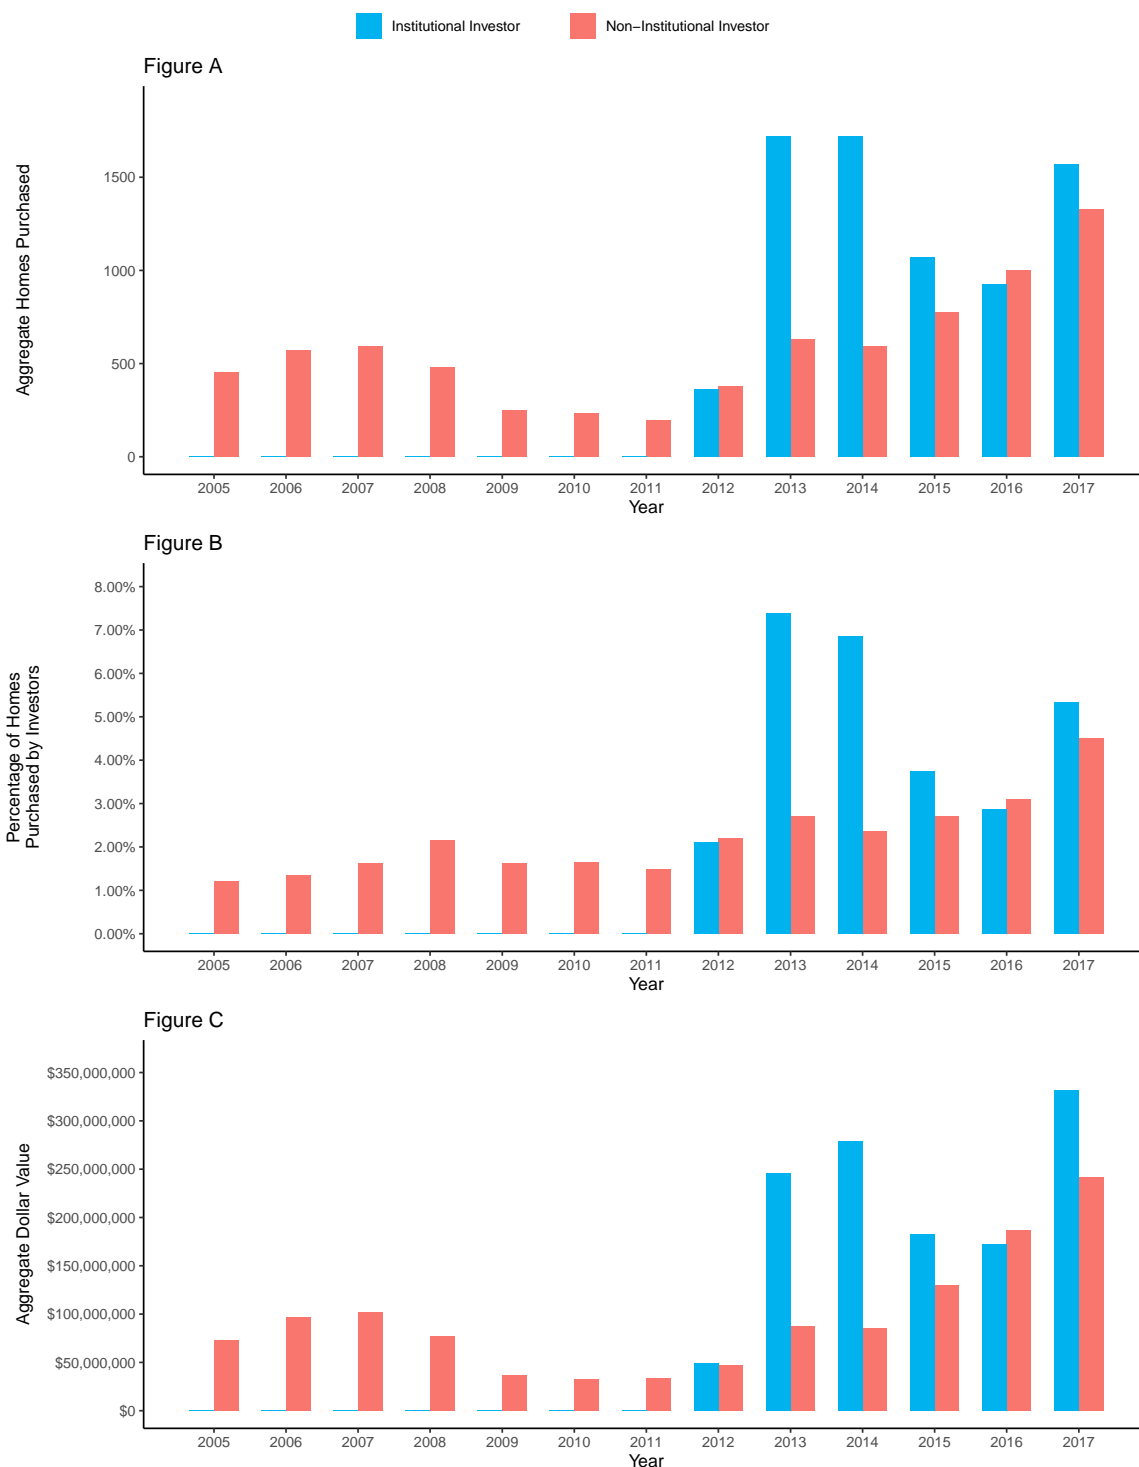 Institutional Investor
Non−Institutional Investor
Figure A
Aggregate Homes Purchased
1500
1000
500
0
2005 2006 2007 2008 2009 2010 2011 2012 2013 2014 2015 2016 2017
Year
Figure B
Percentage of Homes
Purchased by Investors
8.00%
7.00%
6.00%
5.00%
4.00%
3.00%
2.00%
1.00%
0.00%
2005 2006 2007 2008 2009 2010 2011 2012 2013 2014 2015 2016 2017
Year
Figure C
Aggregate Dollar Value
$350,000,000
$300,000,000
$250,000,000
$200,000,000
$150,000,000
$100,000,000
$50,000,000
$0
2005 2006 2007 2008 2009 2010 2011 2012 2013 2014 2015 2016 2017
Year